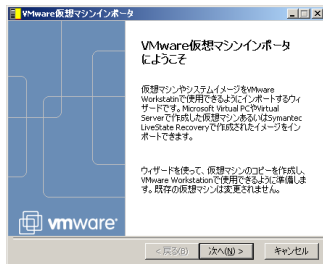 VMware仮想マシンインポータ
VMware仮想マシンインポータ
にようこそ
仮想マシンやシステムイメージをVMware
Workstatinで使用できるようにインポートするウィ
ザードです。Microsoft Virtual PCやVirtual
Serverで作成した仮想マシンあるいはSymantec
LiveState Recoveryで作成されたイメージをイン
ポートできます。
ウィザードを使って、仮想マシンのコピーを作成し、
VMware Workstationで使用できるように準備しま
す。既存の仮想マシンは変更されません。
vmware
< 戻る(B)
次へ(N) >
キャンセル